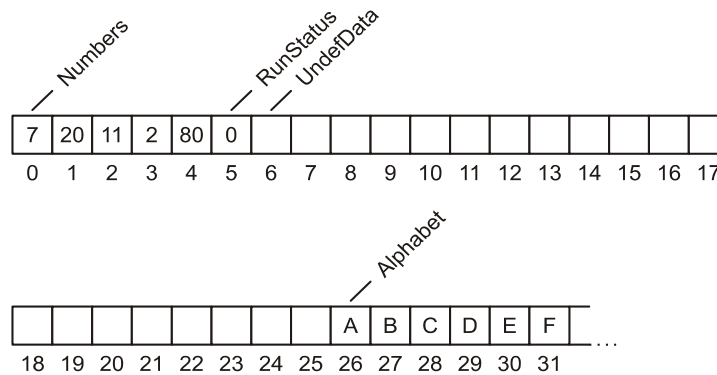 Numbers
RunStatus
UndefData
7 20 11 2 80 0
0 1 2 3 4 5 6 7 8 9 10 11 12 13 14 15 16 17
Alphabet
A B C D E F
18 19 20 21 22 23 24 25 26 27 28 29 30 31 ...